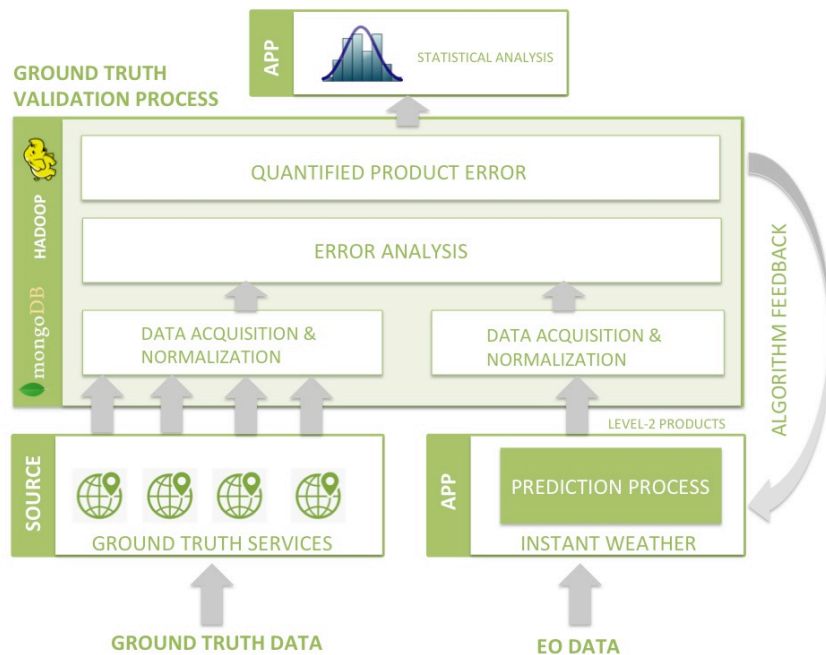 APP
STATISTICAL ANALYSIS
GROUND TRUTH
VALIDATION PROCESS
HADOOP
mongoDB
QUANTIFIED PRODUCT ERROR
ERROR ANALYSIS
DATA ACQUISITION &
NORMALIZATION
DATA ACQUISITION &
NORMALIZATION
ALGORITHM FEEDBACK
LEVEL-2 PRODUCTS
SOURCE
GROUND TRUTH SERVICES
APP
PREDICTION PROCESS
INSTANT WEATHER
GROUND TRUTH DATA
EO DATA